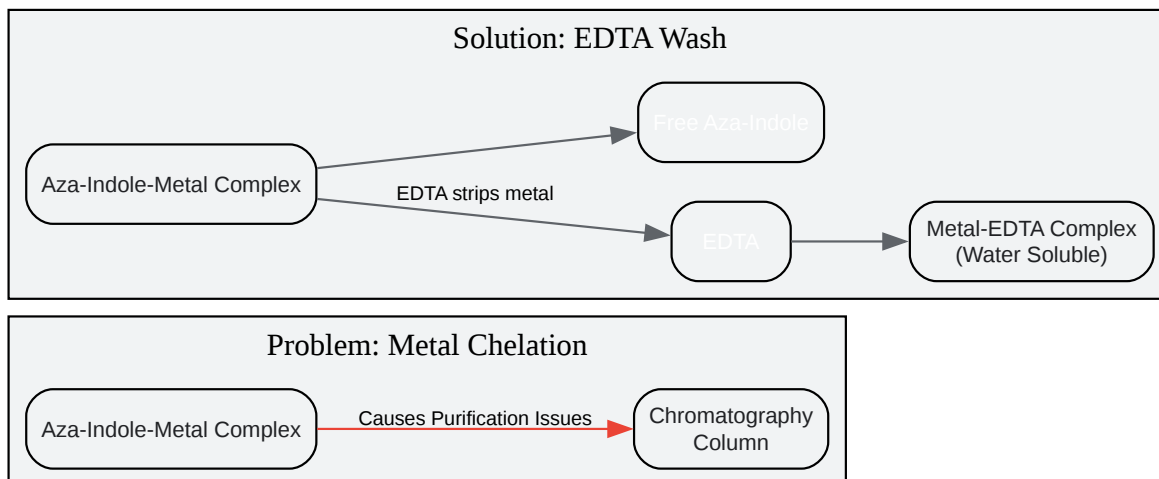 Solution: EDTA Wash
Free Aza-Indole
Aza-Indole-Metal Complex
EDTA strips metal
EDTA
Metal-EDTA Complex
(Water Soluble)
Problem: Metal Chelation
Aza-Indole-Metal Complex
Causes Purification Issues
Chromatography
Column